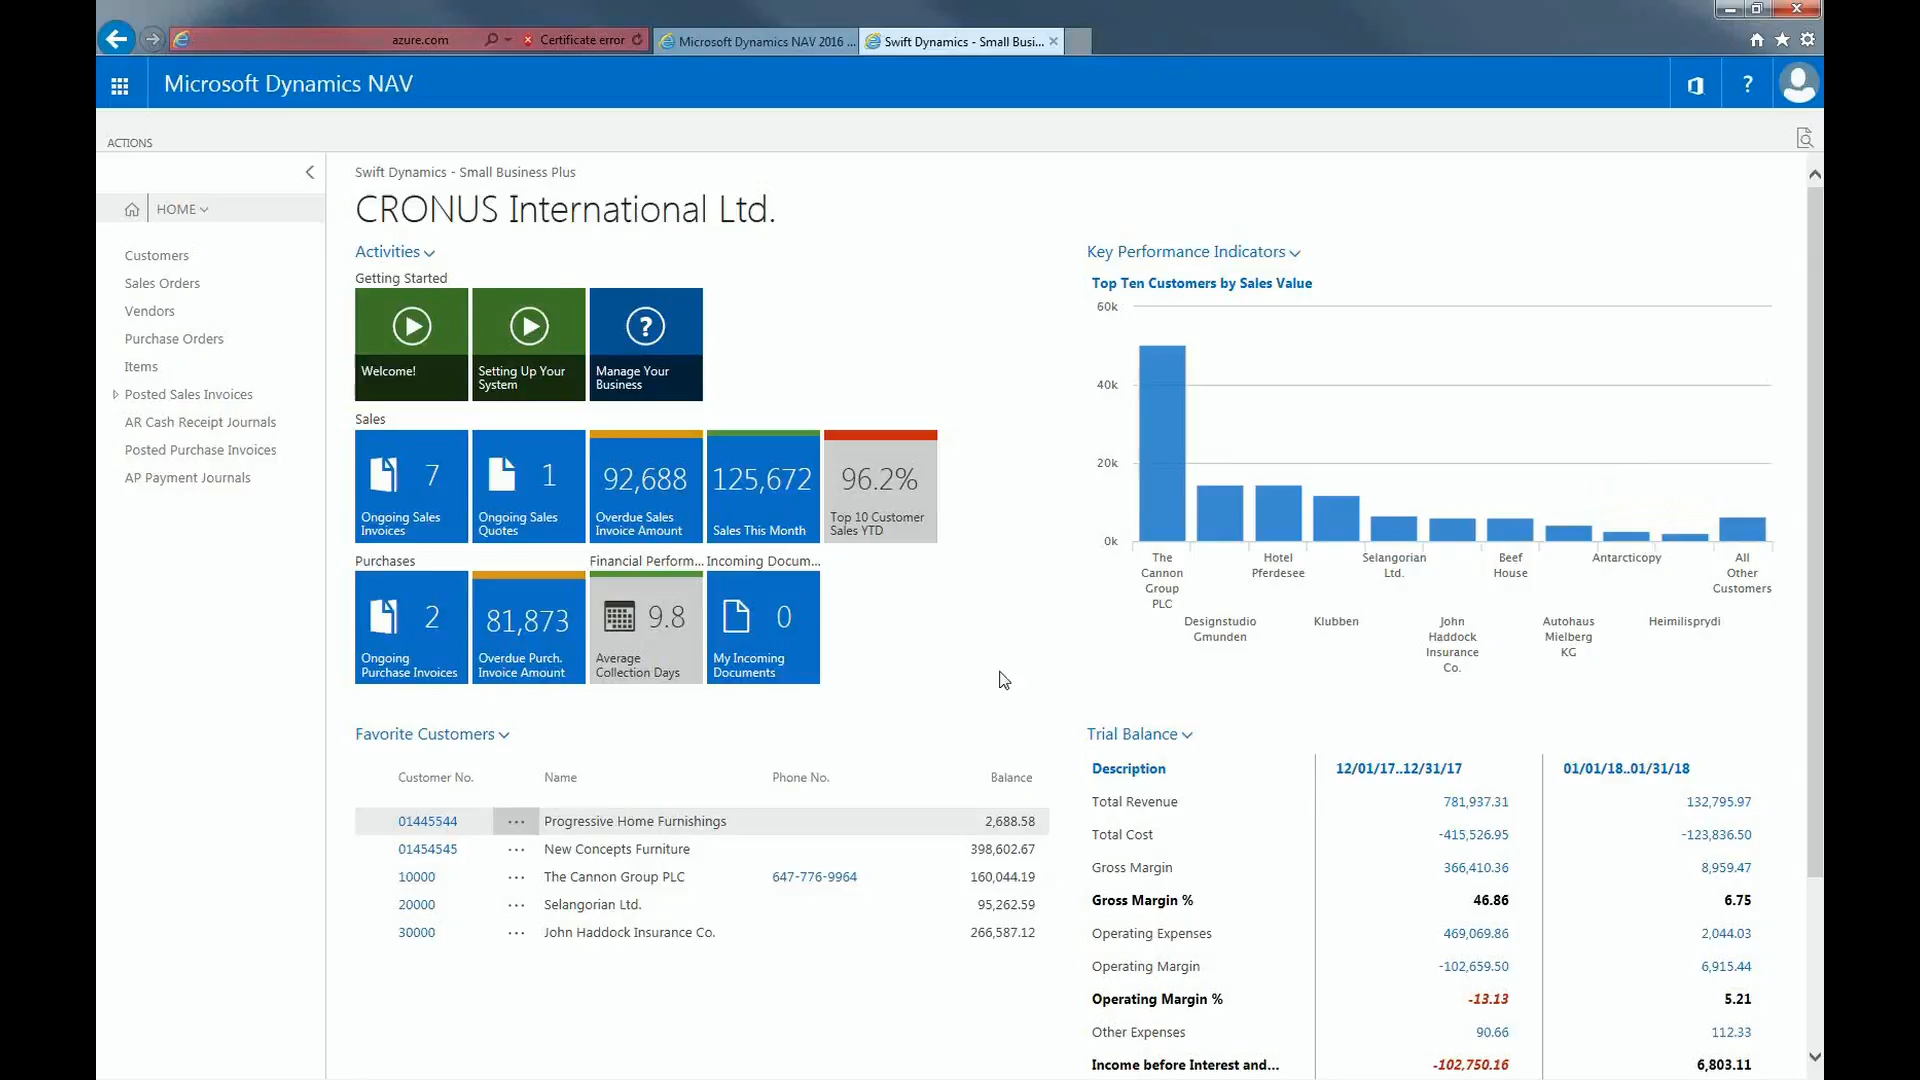 azure.com
Certificate error
Microsoft Dynamics NAV 2016 ...
Swift Dynamics - Small Busi...
Microsoft Dynamics NAV
?
ACTIONS
HOME
Customers
Sales Orders
Vendors
Purchase Orders
Items
Posted Sales Invoices
AR Cash Receipt Journals
Posted Purchase Invoices
AP Payment Journals
Swift Dynamics - Small Business Plus
CRONUS International Ltd.
Activities
Getting Started
Welcome!
Setting Up Your
System
?
Manage Your
Business
Sales
7
Ongoing Sales
Invoices
1
Ongoing Sales
Quotes
92,688
Overdue Sales
Invoice Amount
125,672
Sales This Month
96.2%
Top 10 Customer
Sales YTD
Purchases
Financial Perform...
Incoming Docum...
2
Ongoing
Purchase Invoices
81,873
Overdue Purch.
Invoice Amount
9.8
Average
Collection Days
0
My Incoming
Documents
Key Performance Indicators
Top Ten Customers by Sales Value
60k
40k
20k
0k
The
Cannon
Group
PLC
Designstudio
Gmunden
Hotel
Pferdesee
Klubben
Selangorian
Ltd.
John
Haddock
Insurance
Co.
Beef
House
Autohaus
Mielberg
KG
Antarcticopy
Heimilisprydi
All
Other
Customers
Favorite Customers
Customer No. Name Phone No. Balance
01445544 ... Progressive Home Furnishings 2,688.58
01454545 ... New Concepts Furniture 398,602.67
10000 ... The Cannon Group PLC 647-776-9964 160,044.19
20000 ... Selangorian Ltd. 95,262.59
30000 ... John Haddock Insurance Co. 266,587.12
Trial Balance
Description 12/01/17..12/31/17 01/01/18..01/31/18
Total Revenue 781,937.31 132,795.97
Total Cost -415,526.95 -123,836.50
Gross Margin 366,410.36 8,959.47
Gross Margin % 46.86 6.75
Operating Expenses 469,069.86 2,044.03
Operating Margin -102,659.50 6,915.44
Operating Margin % -13.13 5.21
Other Expenses 90.66 112.33
Income before Interest and... -102,750.16 6,803.11